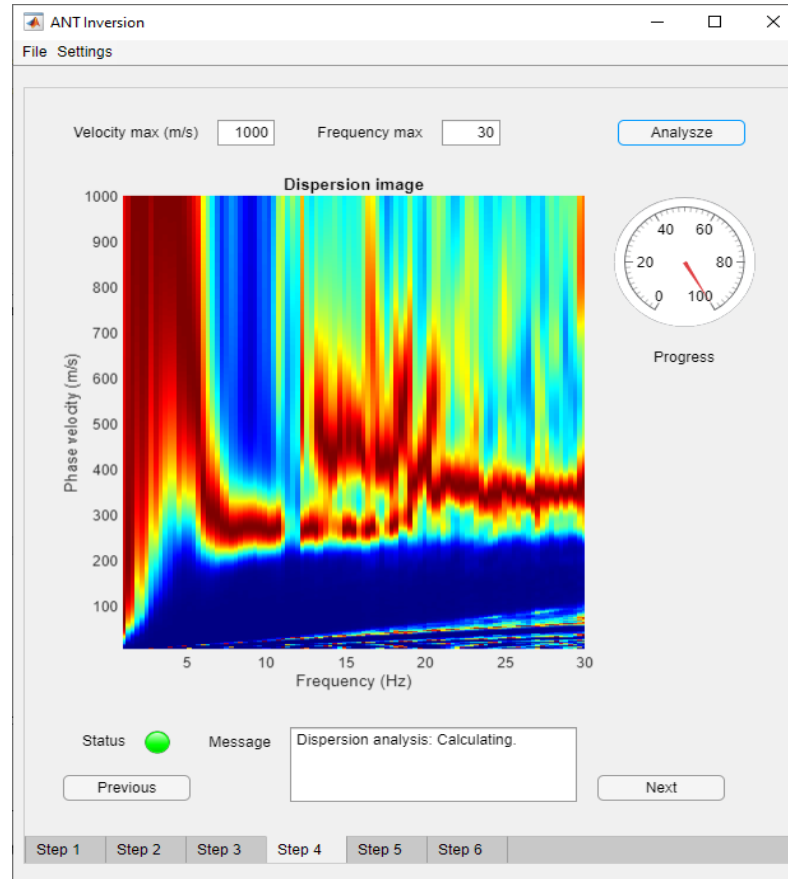 ANT Inversion
File Settings
Velocity max (m/s) 1000 Frequency max 30 Analysze
Dispersion image
1000
900
800
700
600
500
400
300
200
100
Phase velocity (m/s)
5 10 15 20 25 30
Frequency (Hz)
0 20 40 60 80 100
Progress
Status Message Dispersion analysis: Calculating.
Previous Next
Step 1 Step 2 Step 3 Step 4 Step 5 Step 6